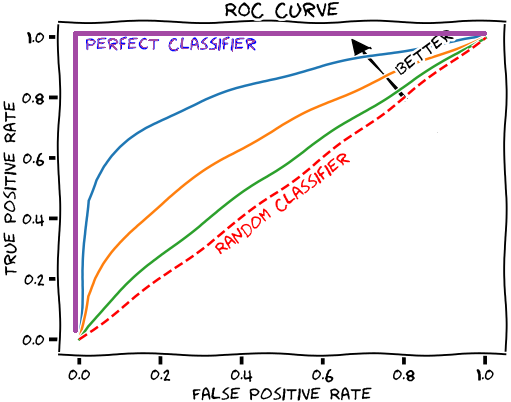 ROC CURVE
PERFECT CLASSIFIER
BETTER
RANDOM CLASSIFIER
TRUE POSITIVE RATE
1.0
0.8
0.6
0.4
0.2
0.0
0.0 0.2 0.4 0.6 0.8 1.0
FALSE POSITIVE RATE